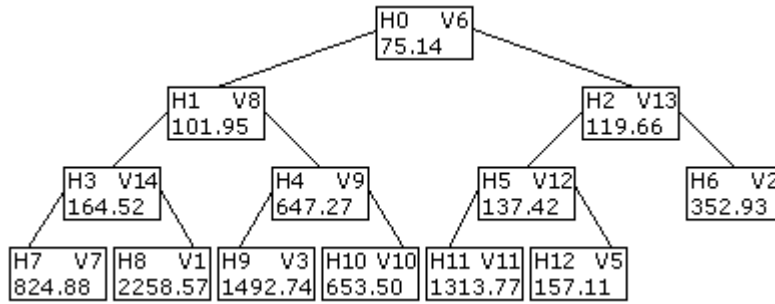 H0 V6
75.14
H1 V8
101.95
H2 V13
119.66
H3 V14
164.52
H4 V9
647.27
H5 V12
137.42
H6 V2
352.93
H7 V7
824.88
H8 V1
2258.57
H9 V3
1492.74
H10 V10
653.50
H11 V11
1313.77
H12 V5
157.11